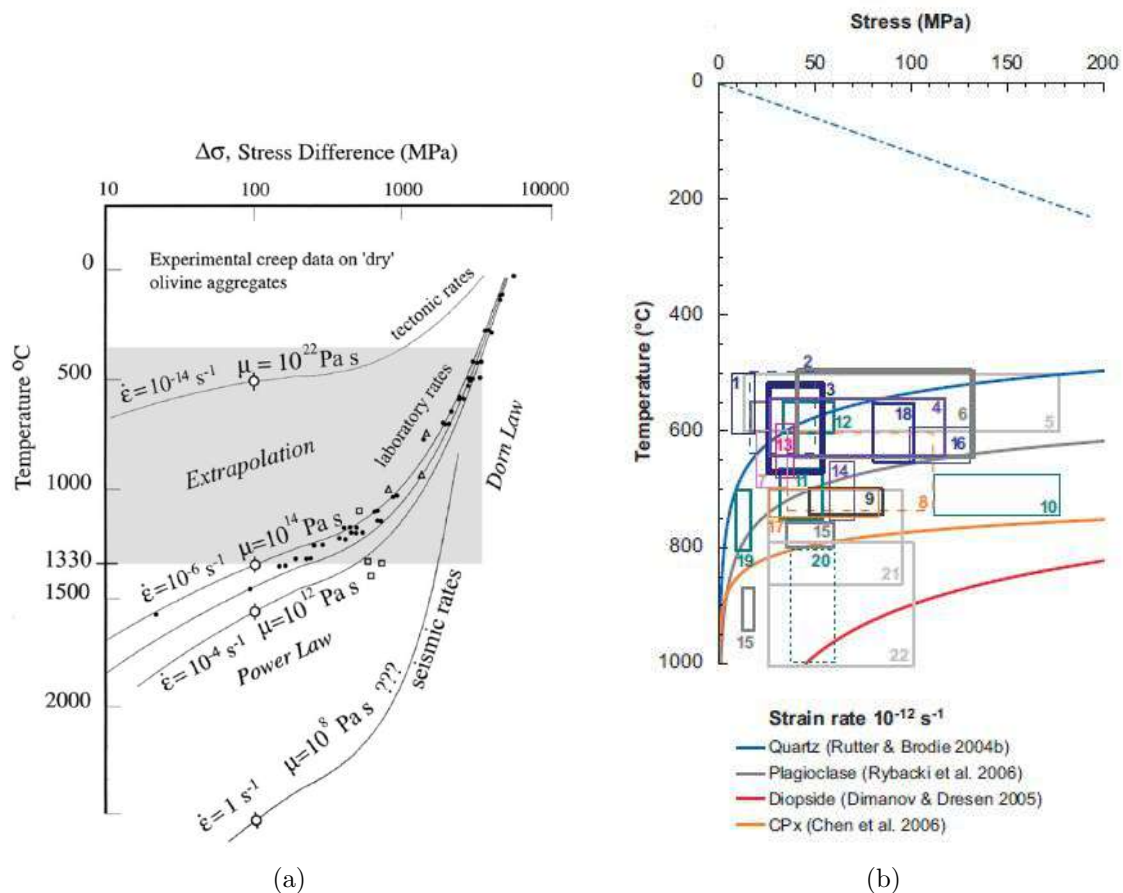 Δσ, Stress Difference (MPa)
10
100
1000
10000
Experimental creep data on 'dry'
olivine aggregates
Temperature ºC
0
500
1000
1330
1500
2000
tectonic rates
ε̇= 10⁻¹⁴ s⁻¹ μ = 10²² Pa s
laboratory rates
Extrapolation
Dorn Law
ε̇=10⁻⁶ s⁻¹ μ=10¹⁴ Pa s
ε̇=10⁻⁴ s⁻¹ μ=10¹² Pa s
Power Law
seismic rates
ε̇= 1 s⁻¹ μ=10⁸ Pa s ???
(a)
Stress (MPa)
0
50
100
150
200
Temperature (°C)
0
200
400
600
800
1000
1
2
3
4
5
6
7
8
9
10
11
12
13
14
15
16
17
18
19
20
21
22
15
Strain rate 10⁻¹² s⁻¹
Quartz (Rutter & Brodie 2004b)
Plagioclase (Rybacki et al. 2006)
Diopside (Dimanov & Dresen 2005)
CPx (Chen et al. 2006)
(b)